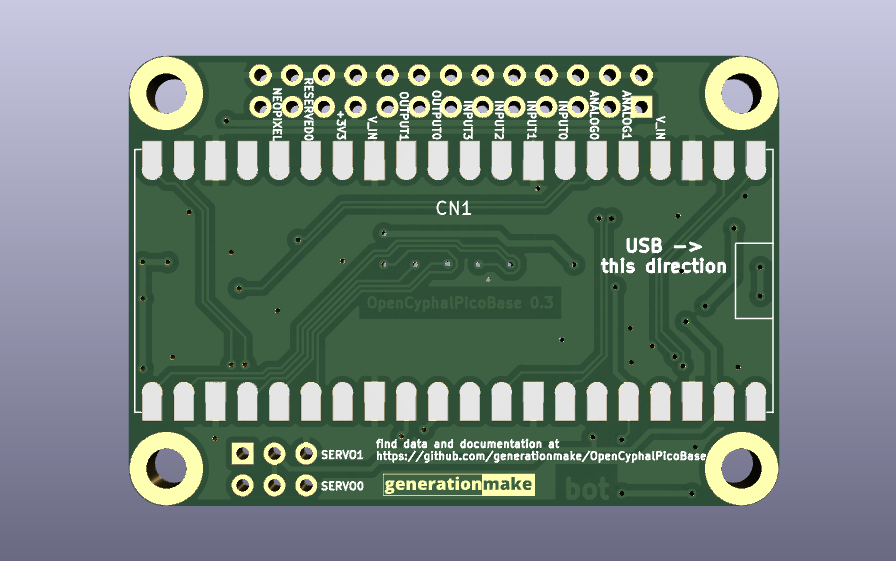 NEOPIXEL
RESERVED0
+3V3
V_IN
OUTPUT1
OUTPUT0
INPUT3
INPUT2
INPUT1
INPUT0
ANALOG0
ANALOG1
V_IN
CN1
USB ->
this direction
OpenCyphalPicoBase 0.3
SERVO1
find data and documentation at
https://github.com/generationmake/OpenCyphalPicoBase
SERVO0
generationmake
bot